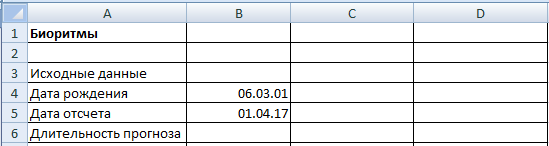 A B C D
1 Биоритмы
2
3 Исходные данные
4 Дата рождения 06.03.01
5 Дата отсчета 01.04.17
6 Длительность прогноза